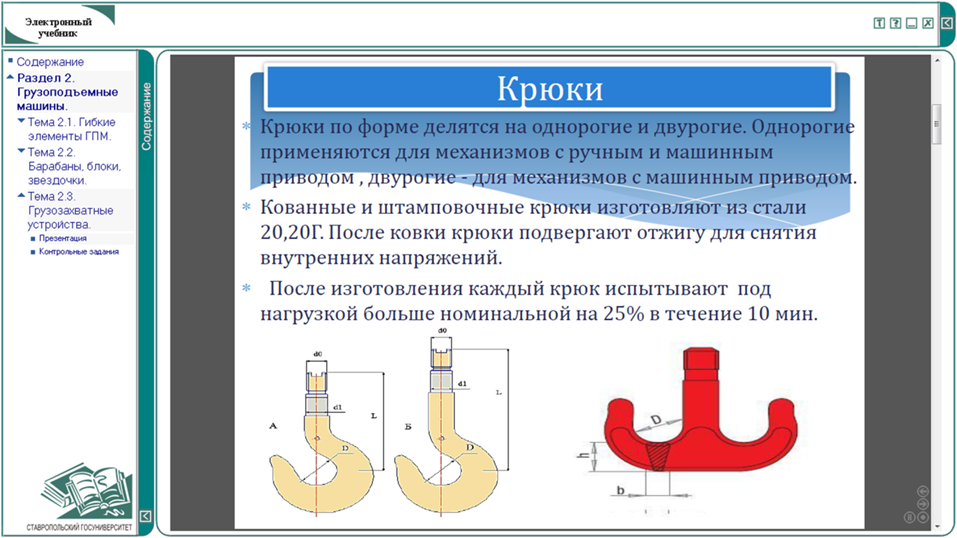 Электронный
учебник
T ? _ X
Содержание
Раздел 2.
Грузоподъемные
машины.
Тема 2.1. Гибкие
элементы ГПМ.
Тема 2.2.
Барабаны, блоки,
звездочки.
Тема 2.3.
Грузозахватные
устройства.
Презентация
Контрольные задания
СТАВРОПОЛЬСКИЙ ГОСУНИВЕРСИТЕТ
Содержание
Крюки
Крюки по форме делятся на однорогие и двурогие. Однорогие
применяются для механизмов с ручным и машинным
приводом , двурогие - для механизмов с машинным приводом.
Кованные и штамповочные крюки изготовляют из стали
20,20Г. После ковки крюки подвергают отжигу для снятия
внутренних напряжений.
После изготовления каждый крюк испытывают под
нагрузкой больше номинальной на 25% в течение 10 мин.
d0
d1
L
А
D
d0
d1
L
Б
D
D
h
b